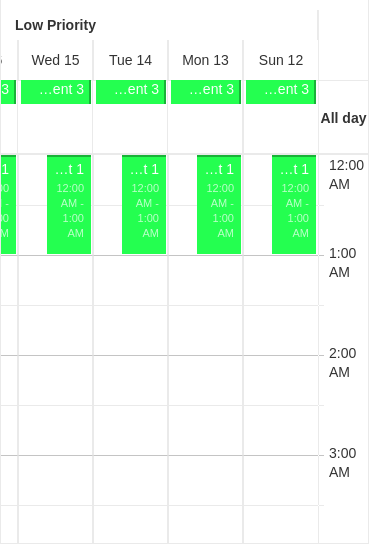 Low Priority
Wed 15 Tue 14 Mon 13 Sun 12
3 ...ent 3 ...ent 3 ...ent 3 ...ent 3
All day
1 ...t 1 ...t 1 ...t 1 ...t 1
12:00 12:00 12:00 12:00
AM - AM - AM - AM -
1:00 1:00 1:00 1:00
AM AM AM AM
12:00
AM
1:00
AM
2:00
AM
3:00
AM